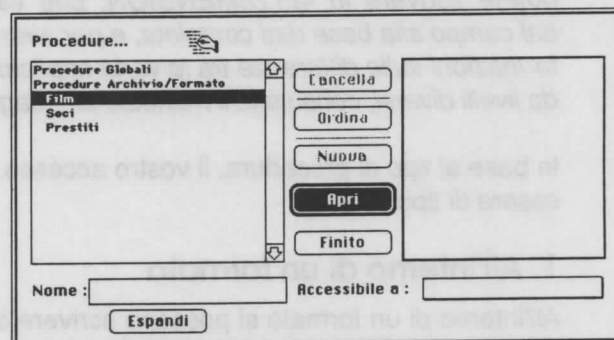 Procedure...
Procedure Globali
Procedure Archivio/Formato
Film
Soci
Prestiti
Cancella
Ordina
Nuova
Apri
Finito
Nome :
Accessibile a :
Espandi